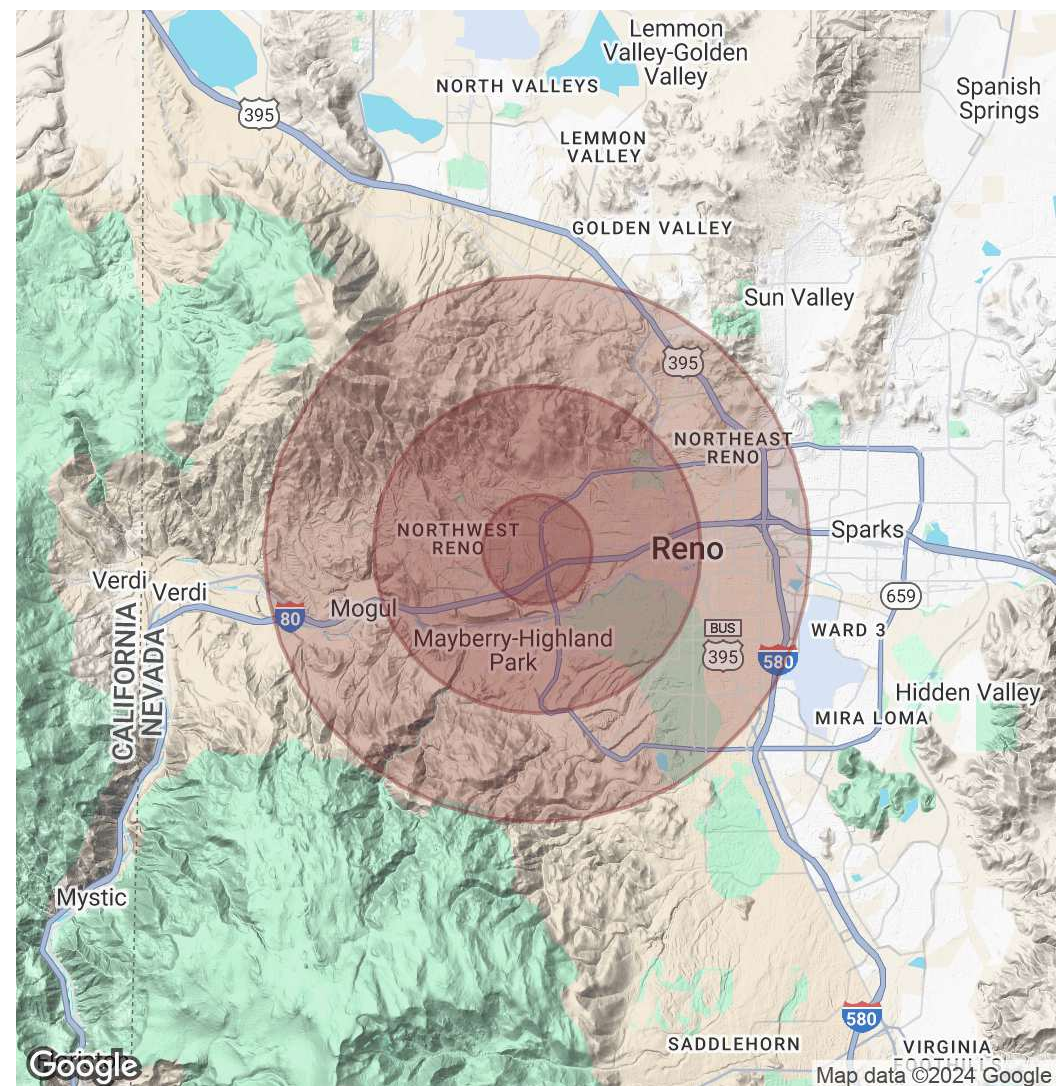 Lemmon
Valley-Golden
Valley
NORTH VALLEYS
Spanish
Springs
395
LEMMON
VALLEY
GOLDEN VALLEY
Sun Valley
395
NORTHEAST
RENO
NORTHWEST
RENO
Reno
Sparks
Verdi
Verdi
659
80
Mogul
BUS
395
WARD 3
Mayberry-Highland
Park
580
CALIFORNIA
NEVADA
Hidden Valley
MIRA LOMA
Mystic
580
SADDLEHORN
VIRGINIA
Google
Map data ©2024 Google